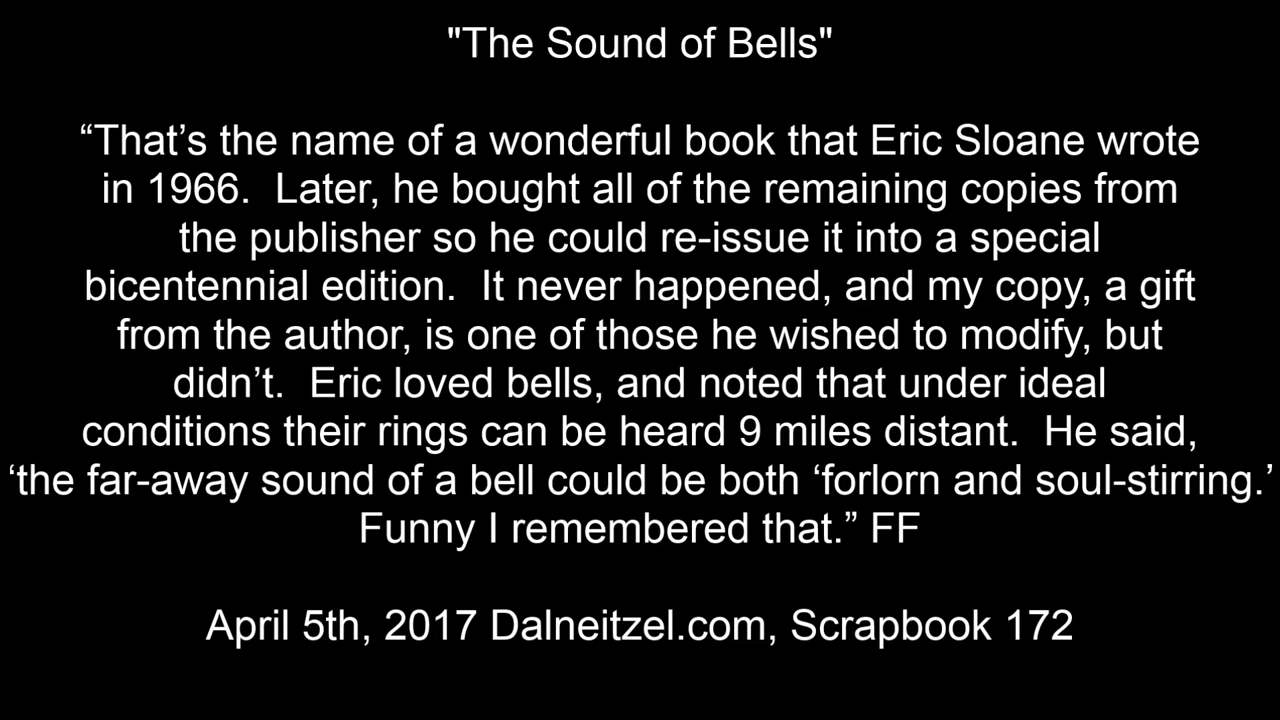 "The Sound of Bells"
“That’s the name of a wonderful book that Eric Sloane wrote
in 1966.  Later, he bought all of the remaining copies from
the publisher so he could re-issue it into a special
bicentennial edition.  It never happened, and my copy, a gift
from the author, is one of those he wished to modify, but
didn’t.  Eric loved bells, and noted that under ideal
conditions their rings can be heard 9 miles distant.  He said,
‘the far-away sound of a bell could be both ‘forlorn and soul-stirring.’
Funny I remembered that.” FF
April 5th, 2017 Dalneitzel.com, Scrapbook 172